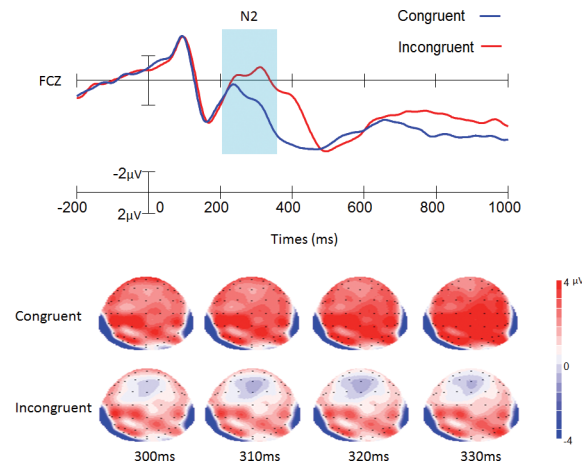 N2
Congruent
Incongruent
FCZ
-2μV
2μV
-200 0 200 400 600 800 1000
Times (ms)
Congruent
Incongruent
4 μV
0
-4
300ms 310ms 320ms 330ms